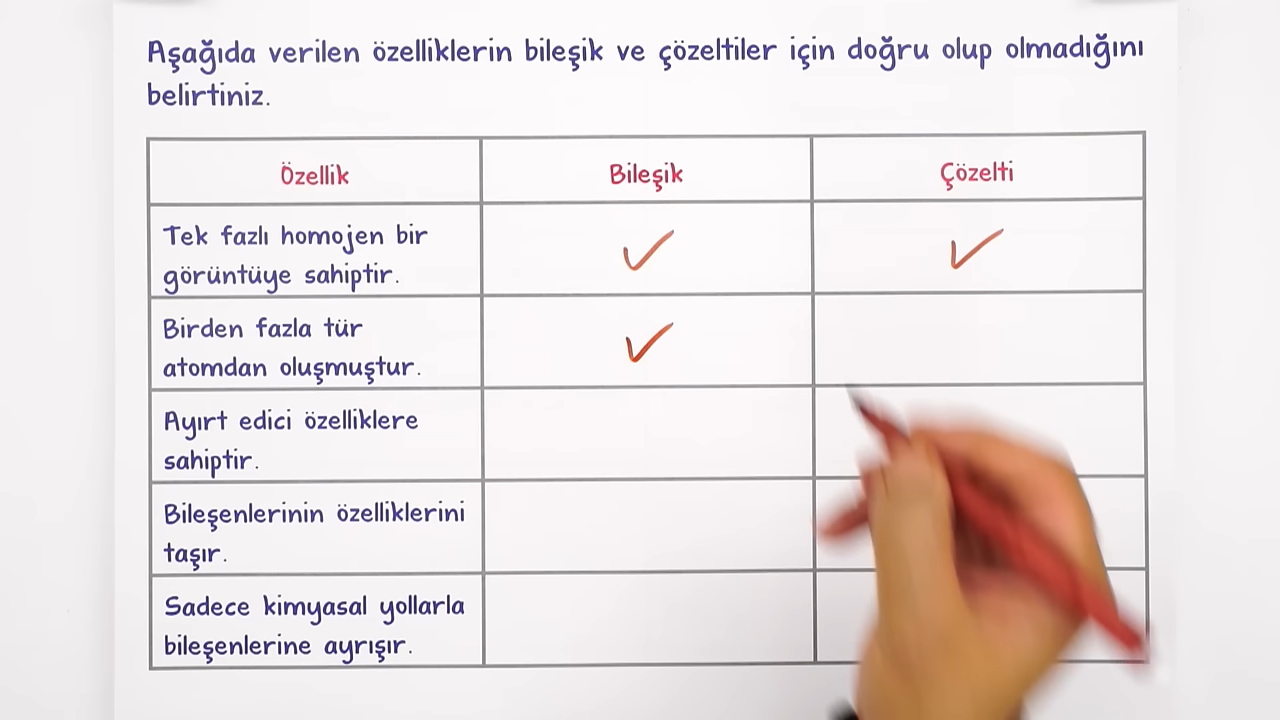 Aşağıda verilen özelliklerin bileşik ve çözeltiler için doğru olup olmadığını
belirtiniz.
Özellik Bileşik Çözelti
Tek fazlı homojen bir
görüntüye sahiptir. ✓ ✓
Birden fazla tür
atomdan oluşmuştur. ✓
Ayırt edici özelliklere
sahiptir.
Bileşenlerinin özelliklerini
taşır.
Sadece kimyasal yollarla
bileşenlerine ayrışır.